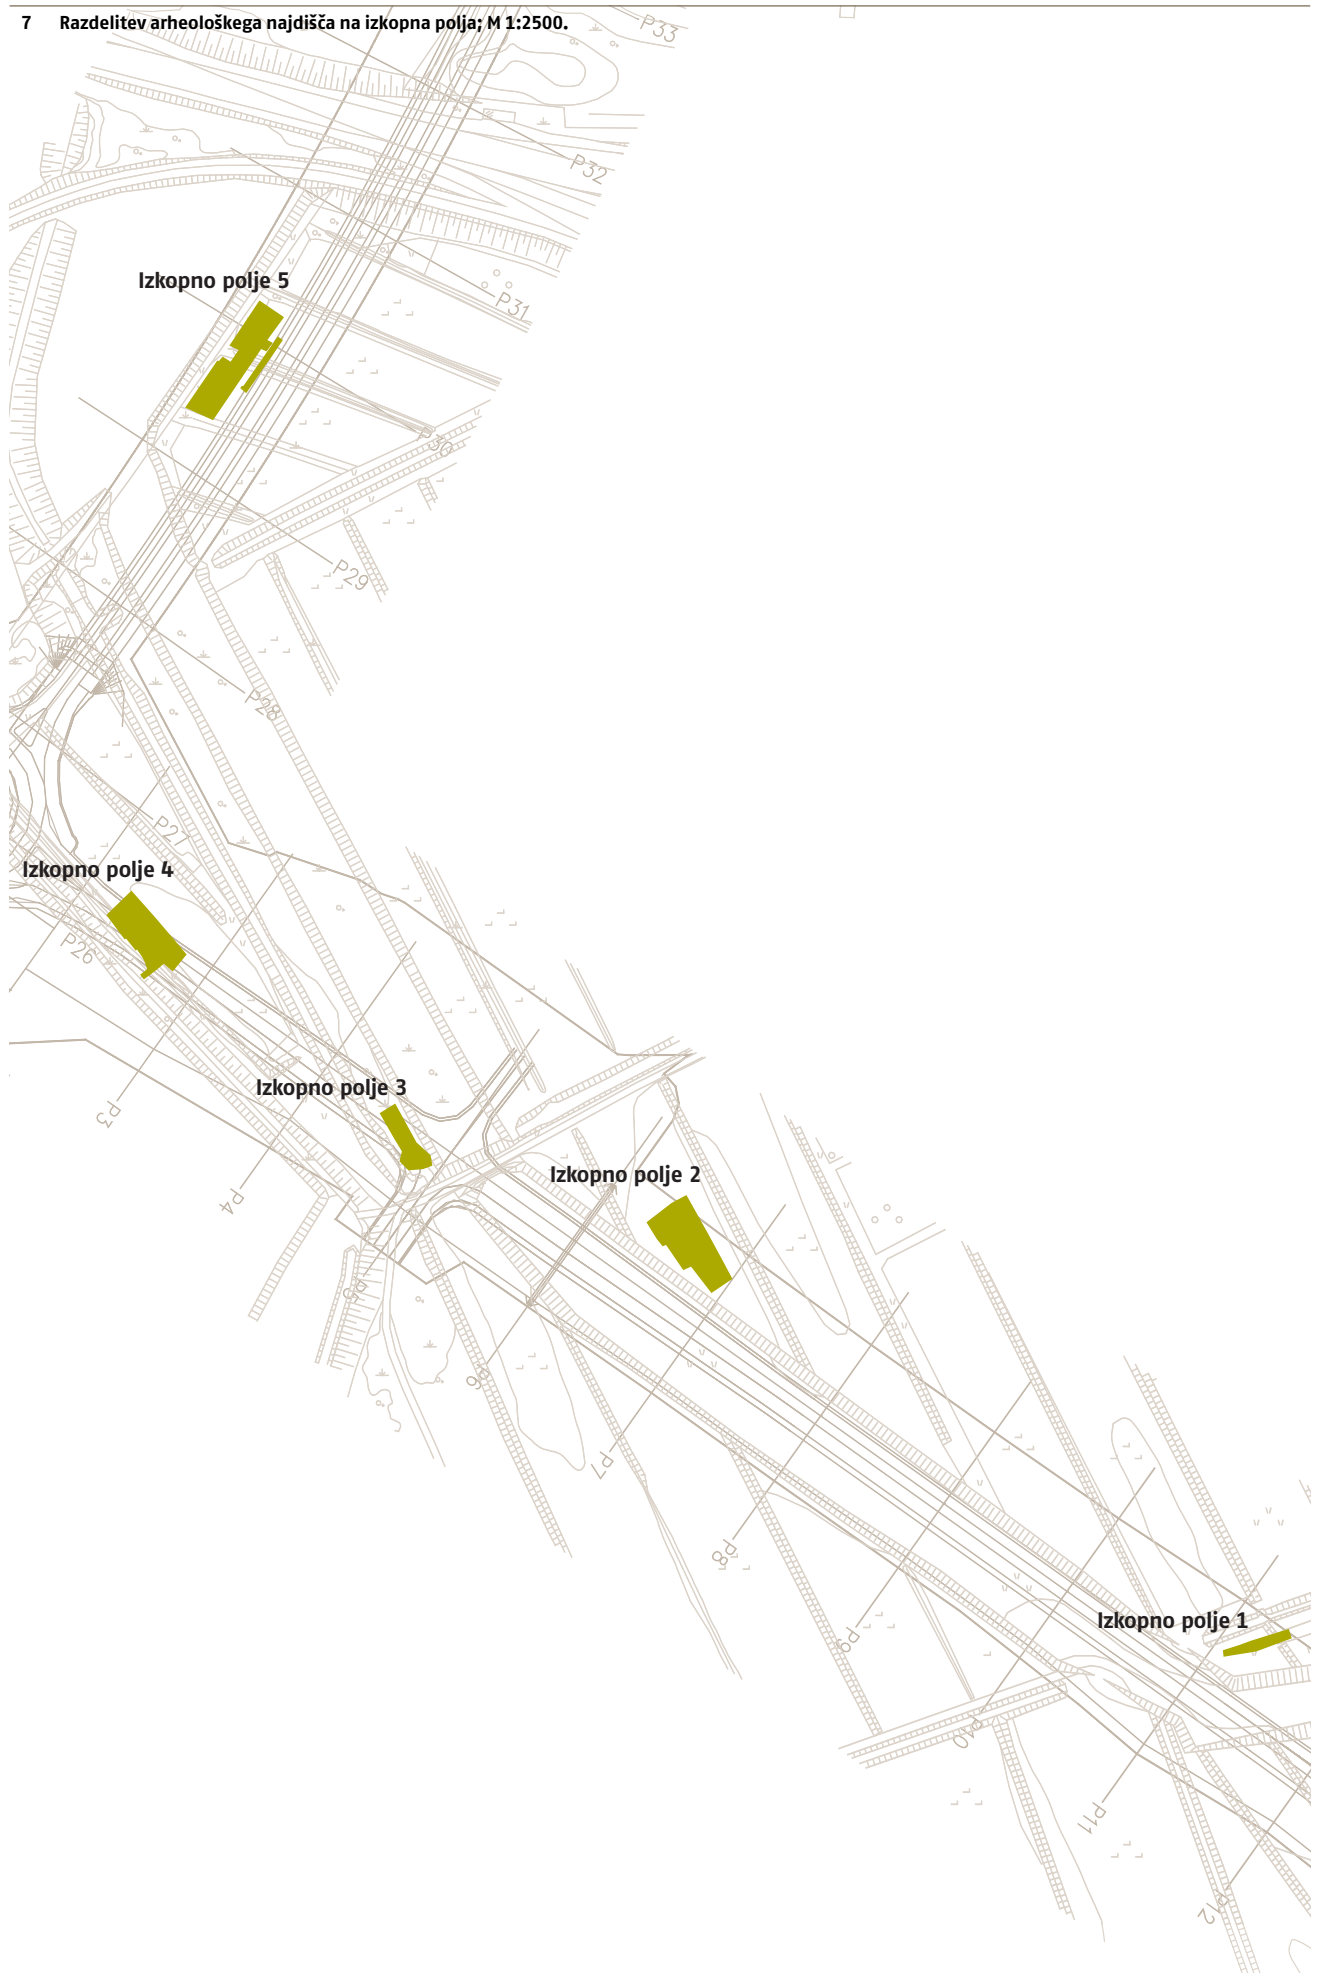 7 Razdelitev arheološkega najdišča na izkopna polja; M 1:2500.
P33
P32
Izkopno polje 5
P31
P30
P29
P28
P27
Izkopno polje 4
P26
Izkopno polje 3
P3
Izkopno polje 2
P4
P5
P6
P7
P8
Izkopno polje 1
P9
P10
P11
P12